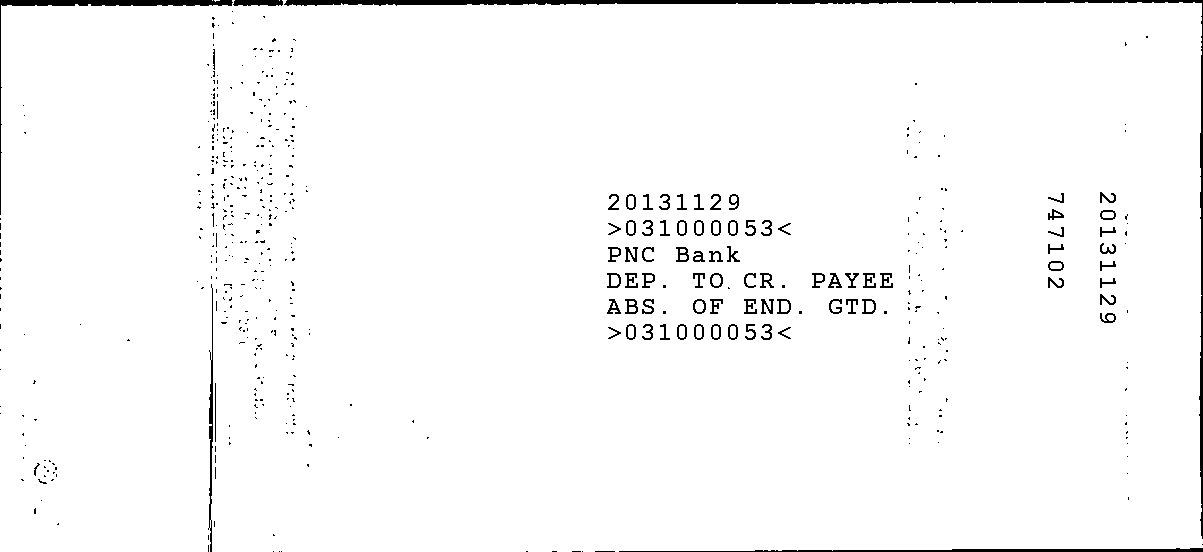 20131129
>031000053<
PNC Bank
DEP. TO CR. PAYEE
ABS. OF END. GTD.
>031000053<
747102
20131129